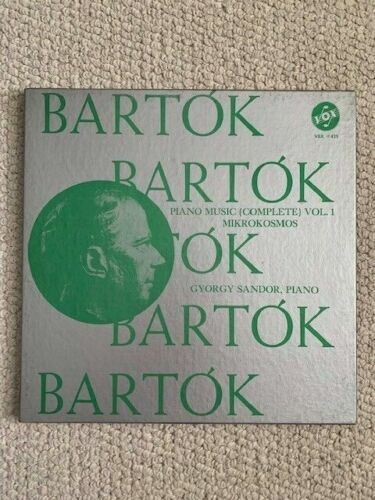 BARTÓK
VOX
BARTÓK
PIANO MUSIC (COMPLETE) VOL. 1
MIKROKOSMOS
TÓK
GYORGY SANDOR, PIANO
BARTÓK
BARTÓK